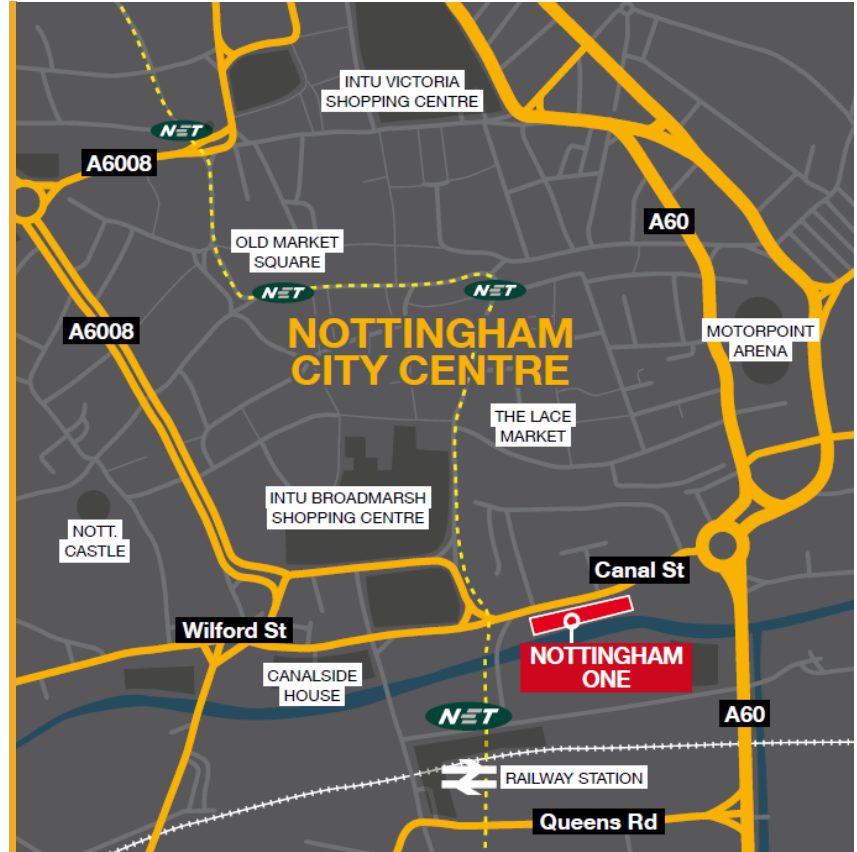 INTU VICTORIA
SHOPPING CENTRE
NET
A6008
A60
OLD MARKET
SQUARE
NET
NET
A6008
NOTTINGHAM
CITY CENTRE
MOTORPOINT
ARENA
THE LACE
MARKET
INTU BROADMARSH
SHOPPING CENTRE
NOTT.
CASTLE
Canal St
Wilford St
NOTTINGHAM
ONE
CANALSIDE
HOUSE
NET
A60
RAILWAY STATION
Queens Rd